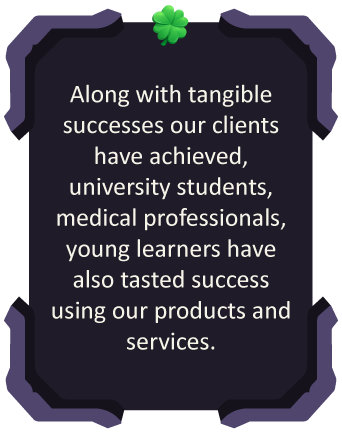 Along with tangible
successes our clients
have achieved,
university students,
medical professionals,
young learners have
also tasted success
using our products and
services.